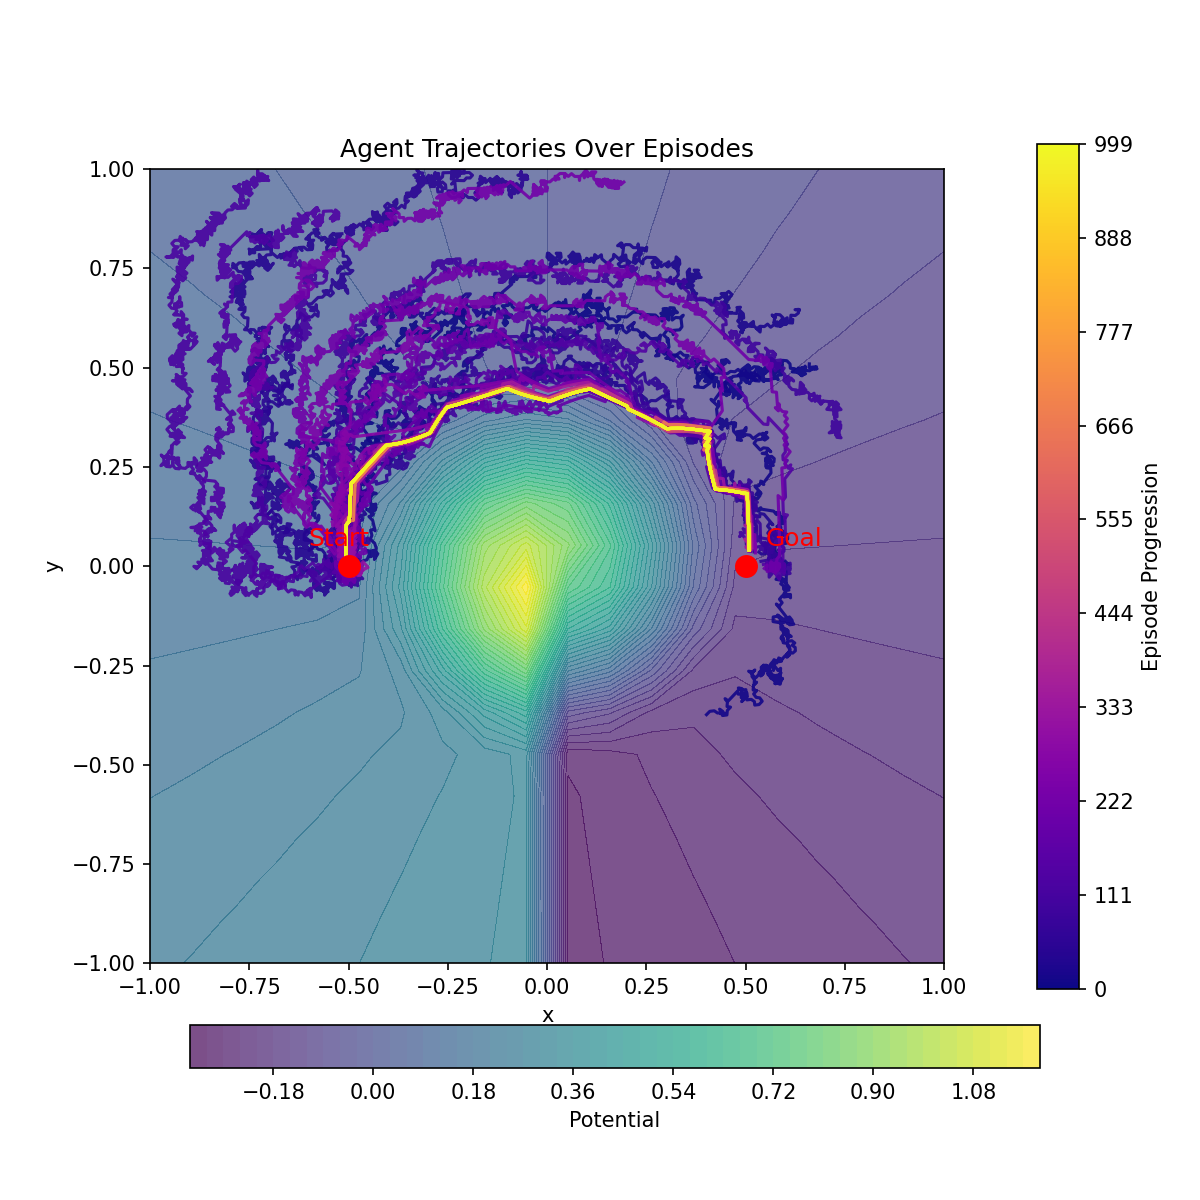 Agent Trajectories Over Episodes
1.00
0.75
0.50
0.25
0.00
−0.25
−0.50
−0.75
−1.00
y
Start
Goal
−1.00 −0.75 −0.50 −0.25 0.00 0.25 0.50 0.75 1.00
x
999
888
777
666
555
444
333
222
111
0
Episode Progression
−0.18 0.00 0.18 0.36 0.54 0.72 0.90 1.08
Potential